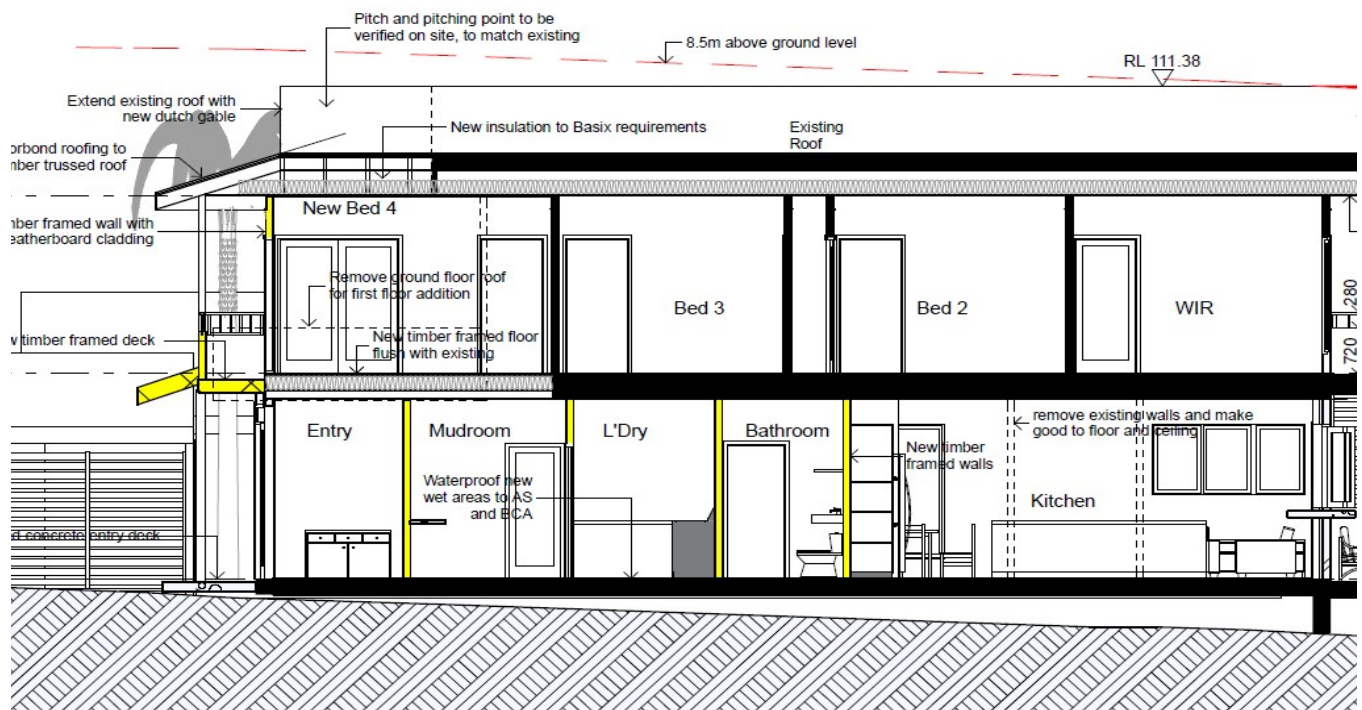 Pitch and pitching point to be
verified on site, to match existing
8.5m above ground level
RL 111.38
Extend existing roof with
new dutch gable
New insulation to Basix requirements
Existing
Roof
roofing to
trussed roof
New Bed 4
framed wall with
cladding
Remove ground floor roof
for first floor addition
Bed 3
Bed 2
WIR
280
720
timber framed deck
New timber framed floor
flush with existing
Entry
Mudroom
L'Dry
Bathroom
remove existing walls and make
good to floor and ceiling
New timber
framed walls
Waterproof new
wet areas to AS
and BCA
Kitchen
concrete entry deck